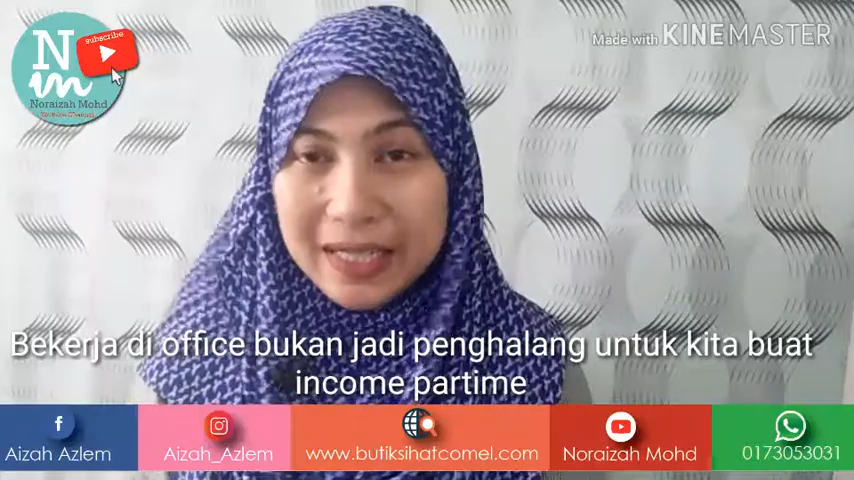 Nm
subscribe
Noraizah Mohd
Made with KINEMASTER
Bekerja di office bukan jadi penghalang untuk kita buat
income partime
Aizah Azlem
Aizah_Azlem
www.butiksihatcomel.com
Noraizah Mohd
0173053031